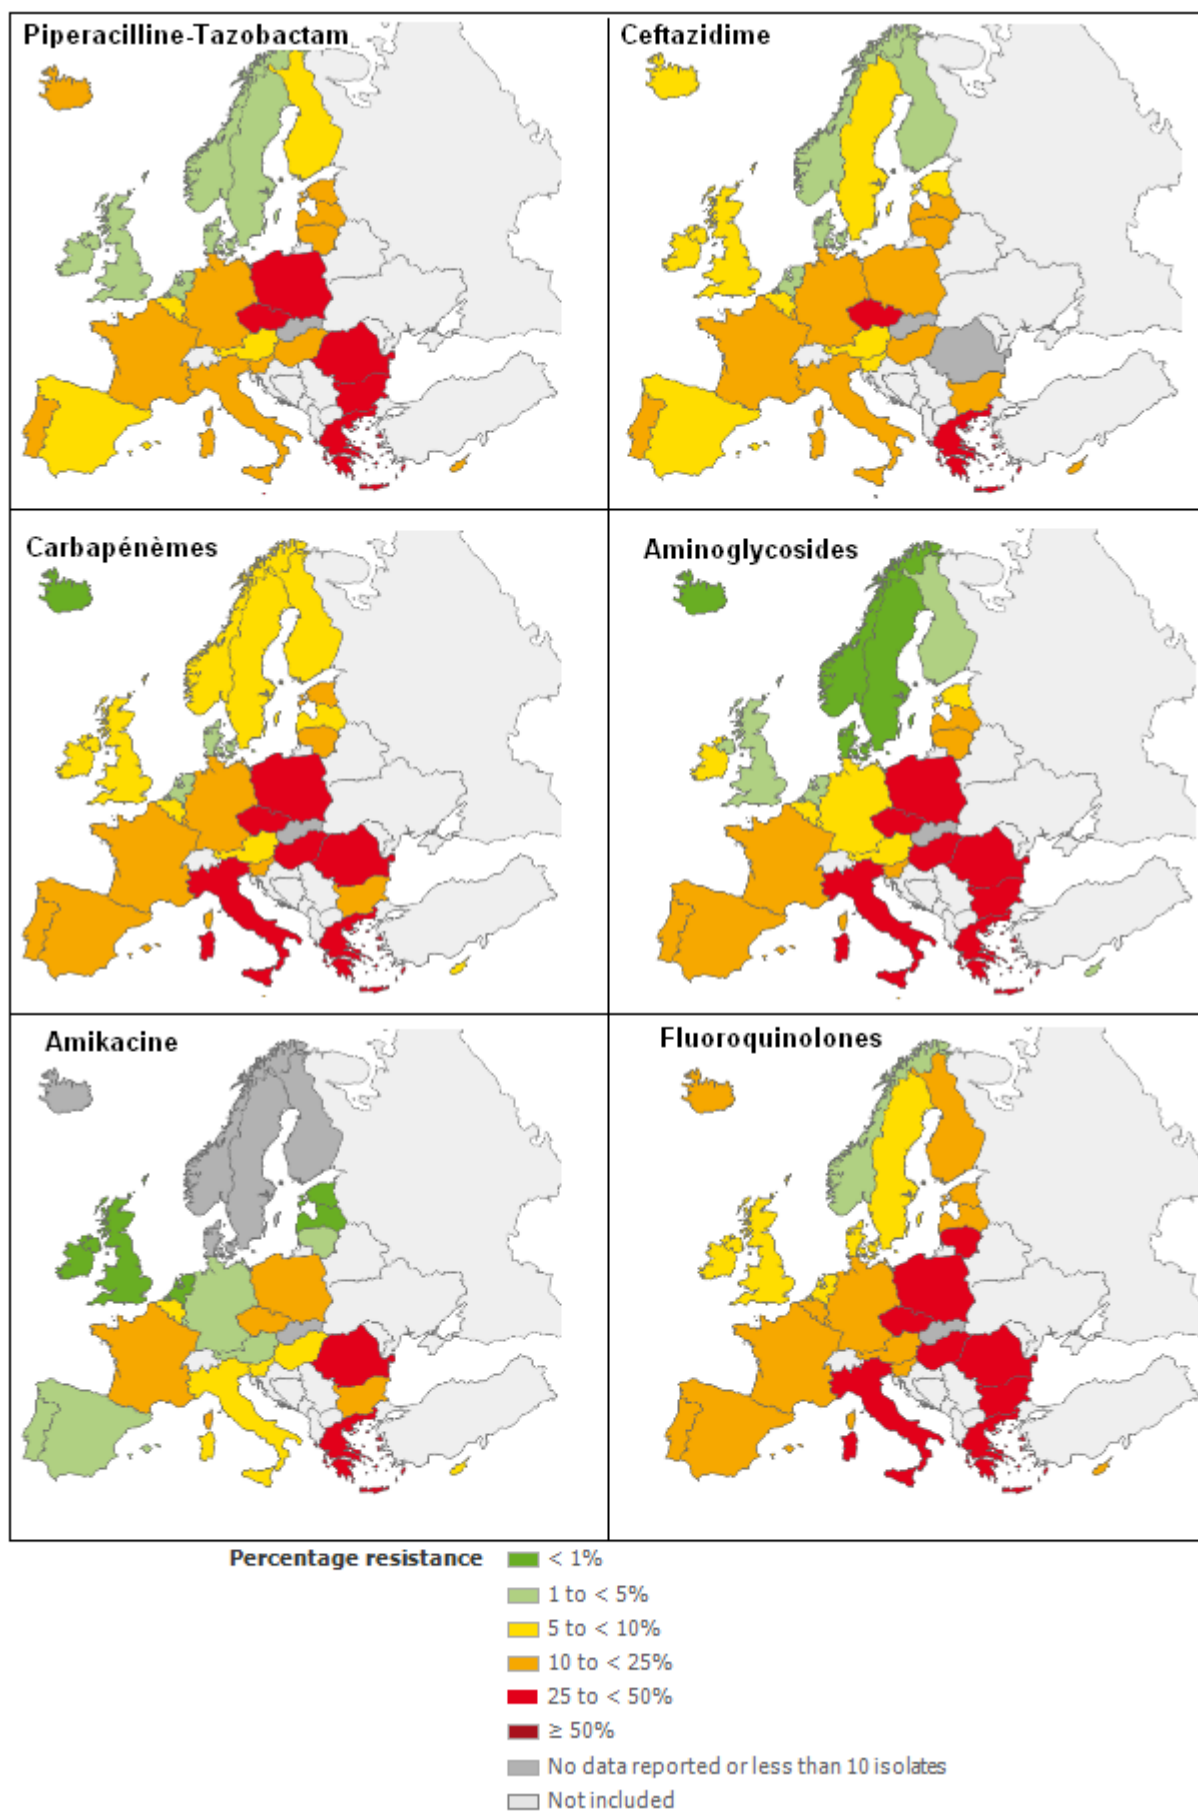 Piperacilline-Tazobactam
Ceftazidime
Carbapénèmes
Aminoglycosides
Amikacine
Fluoroquinolones
Percentage resistance
< 1%
1 to < 5%
5 to < 10%
10 to < 25%
25 to < 50%
≥ 50%
No data reported or less than 10 isolates
Not included